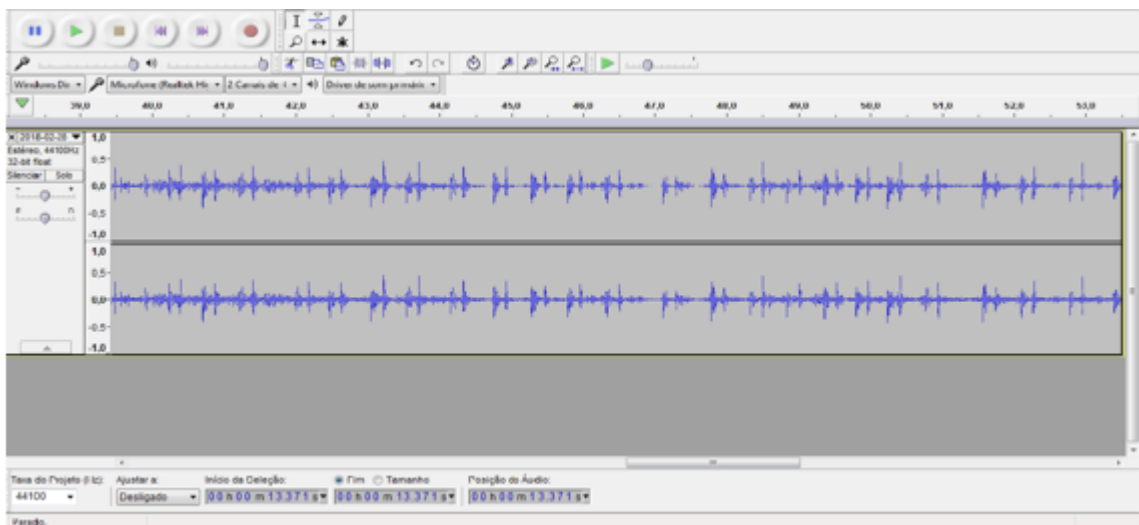 Windows Dir
Microfone (Realtek Hi
2 Canais de
Driver de som primário
39,0 40,0 41,0 42,0 43,0 44,0 45,0 46,0 47,0 48,0 49,0 50,0 51,0 52,0 53,0
2018-02-28
Estéreo, 44100Hz
32-bit float
Silenciar Solo
- +
1,0
0,5
0,0
-0,5
-1,0
1,0
0,5
0,0
-0,5
-1,0
Taxa do Projeto (Hz): Ajustar a: Início da Seleção: Fim Tamanho Posição do Áudio:
44100 Desligado 00 h 00 m 13.371 s 00 h 00 m 13.371 s 00 h 00 m 13.371 s
Parado.